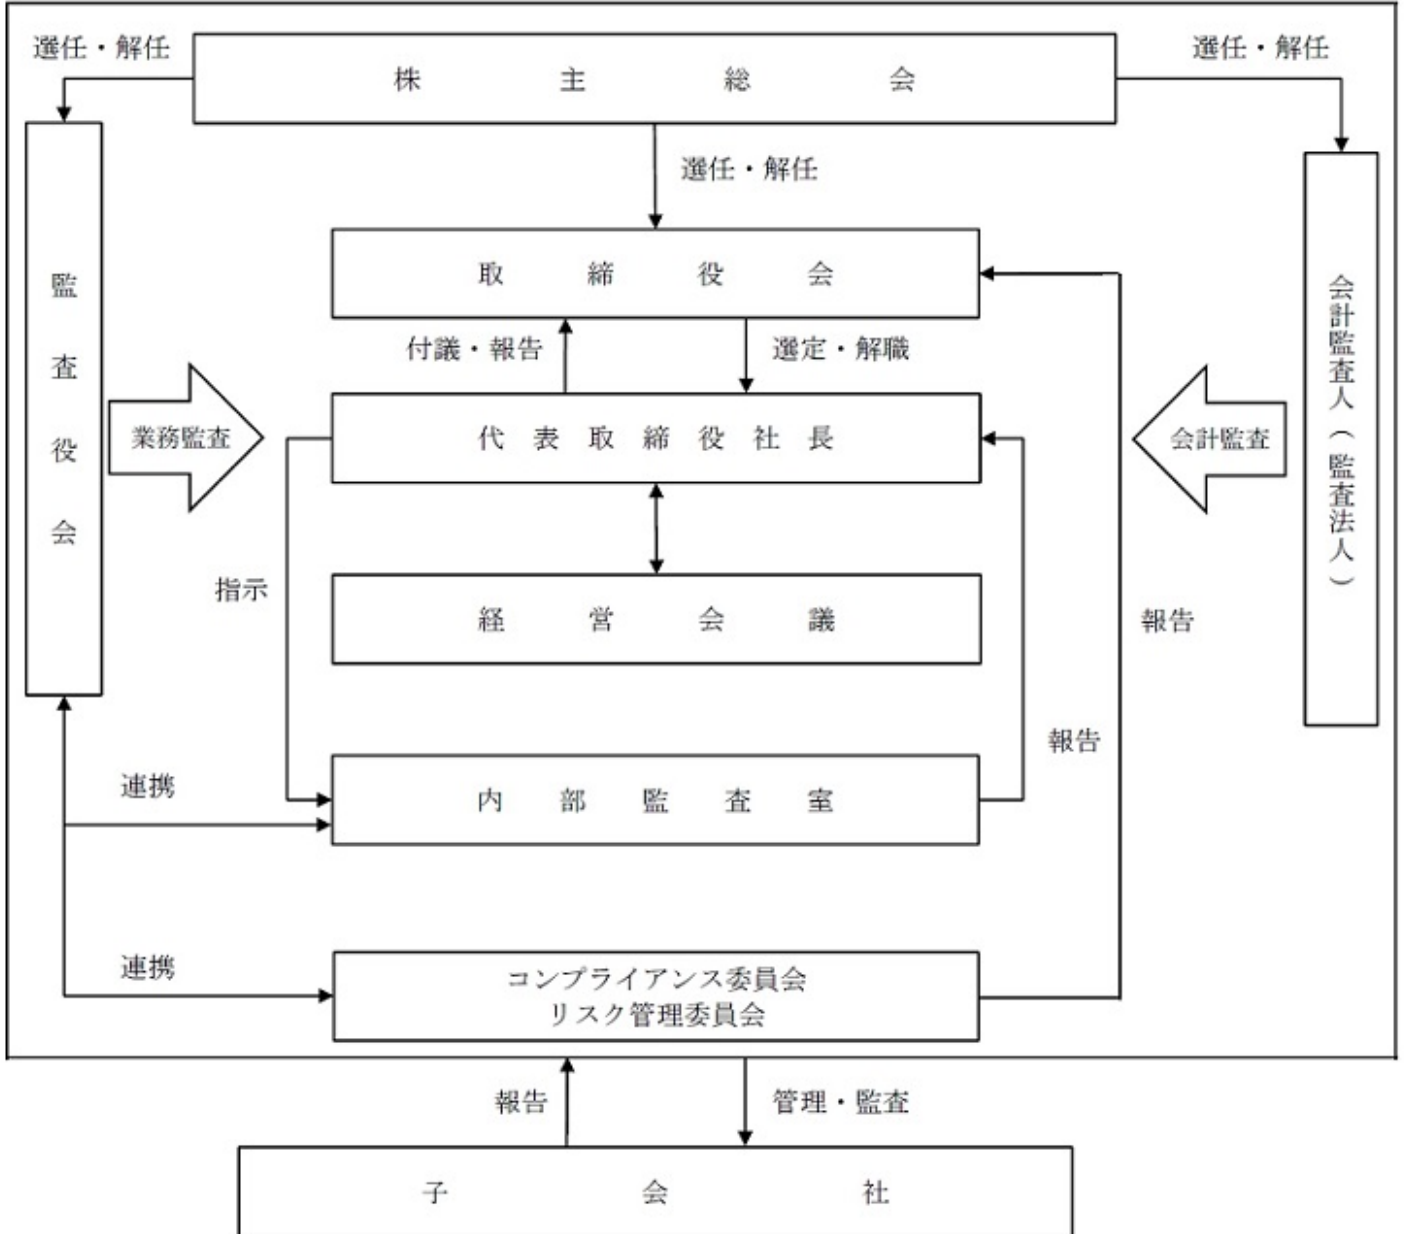 選任・解任
株主総会
選任・解任
選任・解任
監査役会
取締役会
会計監査人(監査法人)
付議・報告
選定・解職
業務監査
代表取締役社長
会計監査
指示
経営会議
報告
報告
連携
内部監査室
連携
コンプライアンス委員会
リスク管理委員会
報告
管理・監査
子会社